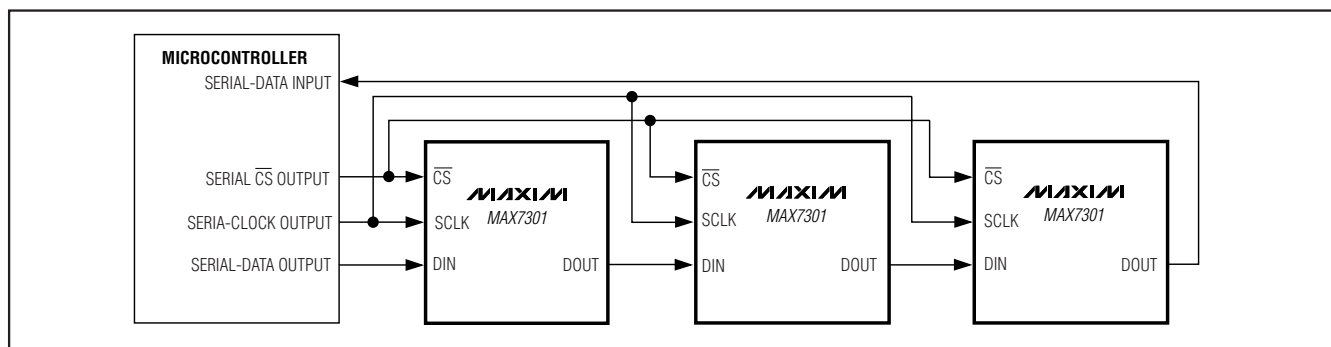 MICROCONTROLLER
SERIAL-DATA INPUT
SERIAL CS OUTPUT
SERIA-CLOCK OUTPUT
SERIAL-DATA OUTPUT
CS
SCLK
DIN
MAXIM
MAX7301
DOUT
CS
SCLK
DIN
MAXIM
MAX7301
DOUT
CS
SCLK
DIN
MAXIM
MAX7301
DOUT